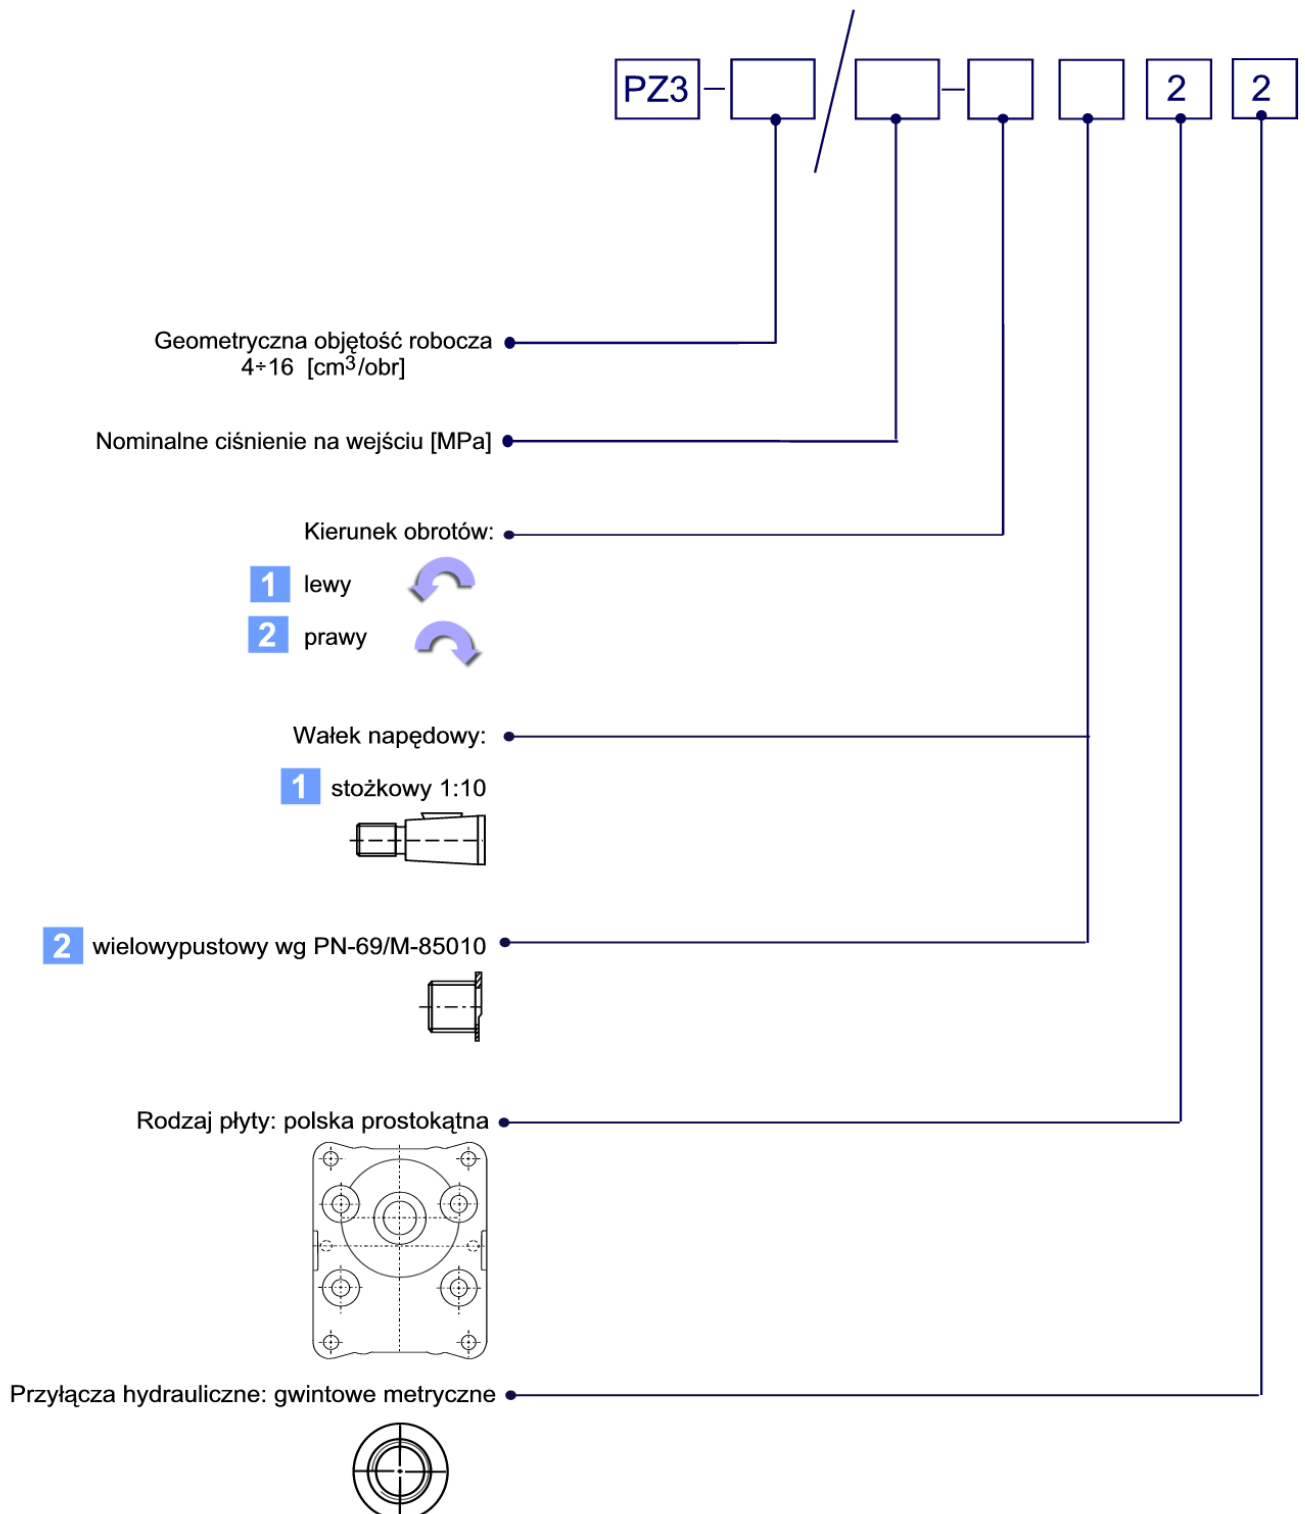 PZ3 - / - 2 2
Geometryczna objętość robocza
4÷16 [cm³/obr]
Nominalne ciśnienie na wejściu [MPa]
Kierunek obrotów:
1 lewy
2 prawy
Wałek napędowy:
1 stożkowy 1:10
2 wielowypustowy wg PN-69/M-85010
Rodzaj płyty: polska prostokątna
Przyłącza hydrauliczne: gwintowe metryczne